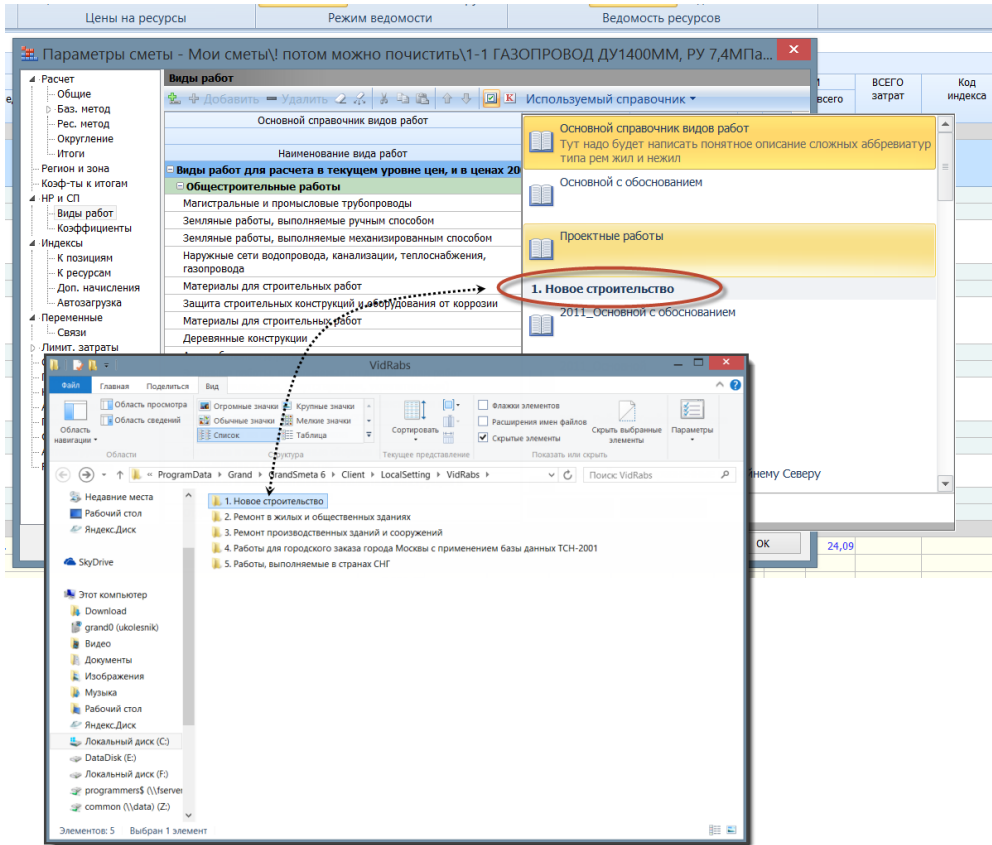 Цены на ресурсы
Режим ведомости
Ведомость ресурсов
Параметры сметы - Мои сметы\! потом можно почистить\1-1 ГАЗОПРОВОД ДУ1400ММ, РУ 7,4МПа...
Расчет
Общие
Баз. метод
Рес. метод
Округление
Итоги
Регион и зона
Коэф-ты к итогам
НР и СП
Виды работ
Коэффициенты
Индексы
К позициям
К ресурсам
Доп. начисления
Автозагрузка
Переменные
Связи
Лимит. затраты
Виды работ
Добавить
Удалить
Используемый справочник
Основной справочник видов работ
Наименование вида работ
Виды работ для расчета в текущем уровне цен, и в ценах 20
Общестроительные работы
Магистральные и промысловые трубопроводы
Земляные работы, выполняемые ручным способом
Земляные работы, выполняемые механизированным способом
Наружные сети водопровода, канализации, теплоснабжения,
газопровода
Материалы для строительных работ
Защита строительных конструкций и оборудования от коррозии
Материалы для строительных работ
Деревянные конструкции
Основной справочник видов работ
Тут надо будет написать понятное описание сложных аббревиатур
типа рем жил и нежил
Основной с обоснованием
Проектные работы
1. Новое строительство
2011_Основной с обоснованием
йнему Северу
OK
всего
ВСЕГО
затрат
Код
индекса
24,09
VidRabs
Файл
Главная
Поделиться
Вид
Область навигации
Область просмотра
Область сведений
Области
Огромные значки
Крупные значки
Обычные значки
Мелкие значки
Список
Таблица
Структура
Сортировать
Текущее представление
Флажки элементов
Расширения имен файлов
Скрытые элементы
Скрыть выбранные
элементы
Показать или скрыть
Параметры
« ProgramData Grand GrandSmeta 6 Client LocalSetting VidRabs
Поиск: VidRabs
Недавние места
Рабочий стол
Яндекс.Диск
SkyDrive
Этот компьютер
Download
grand0 (ukolesnik)
Видео
Документы
Изображения
Музыка
Рабочий стол
Яндекс.Диск
Локальный диск (C:)
DataDisk (E:)
Локальный диск (F:)
programmers$ (\\fserver
common (\\data) (Z:)
1. Новое строительство
2. Ремонт в жилых и общественных зданиях
3. Ремонт производственных зданий и сооружений
4. Работы для городского заказа города Москвы с применением базы данных ТСН-2001
5. Работы, выполняемые в странах СНГ
Элементов: 5
Выбран 1 элемент